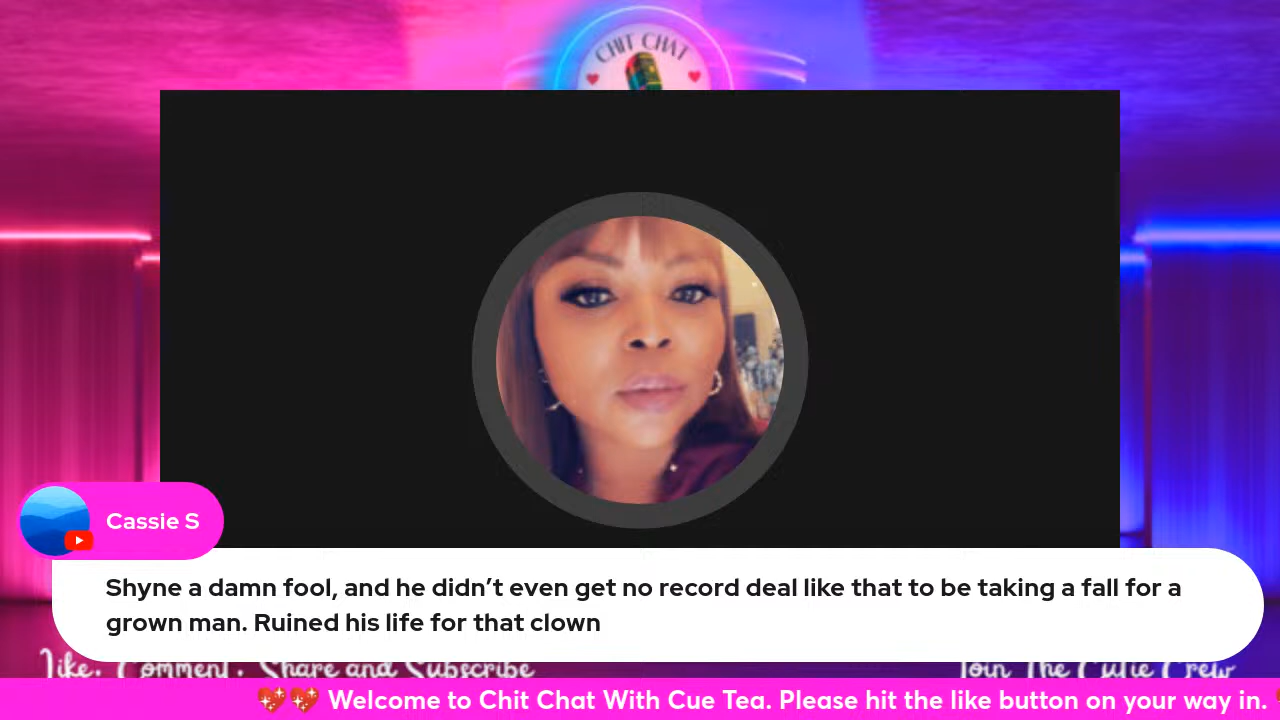 CHIT CHAT
Cassie S
Shyne a damn fool, and he didn’t even get no record deal like that to be taking a fall for a
grown man. Ruined his life for that clown
Like. Comment. Share and Subscribe
Join The Cutie Crew
💖💖 Welcome to Chit Chat With Cue Tea. Please hit the like button on your way in.